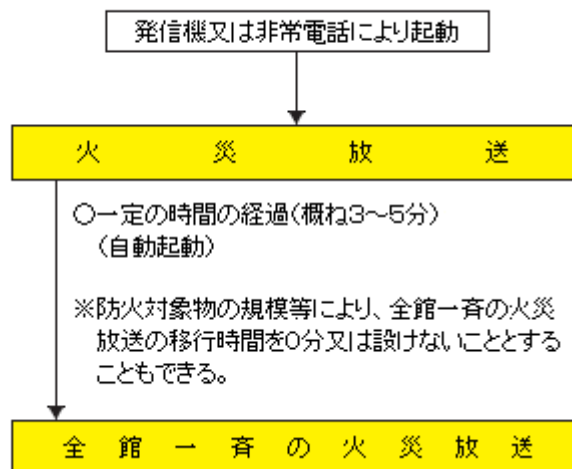 発信機又は非常電話により起動
火災放送
○一定の時間の経過(概ね3～5分)
(自動起動)
※防火対象物の規模等により、全館一斉の火災
放送の移行時間を0分又は設けないこととする
こともできる。
全館一斉の火災放送